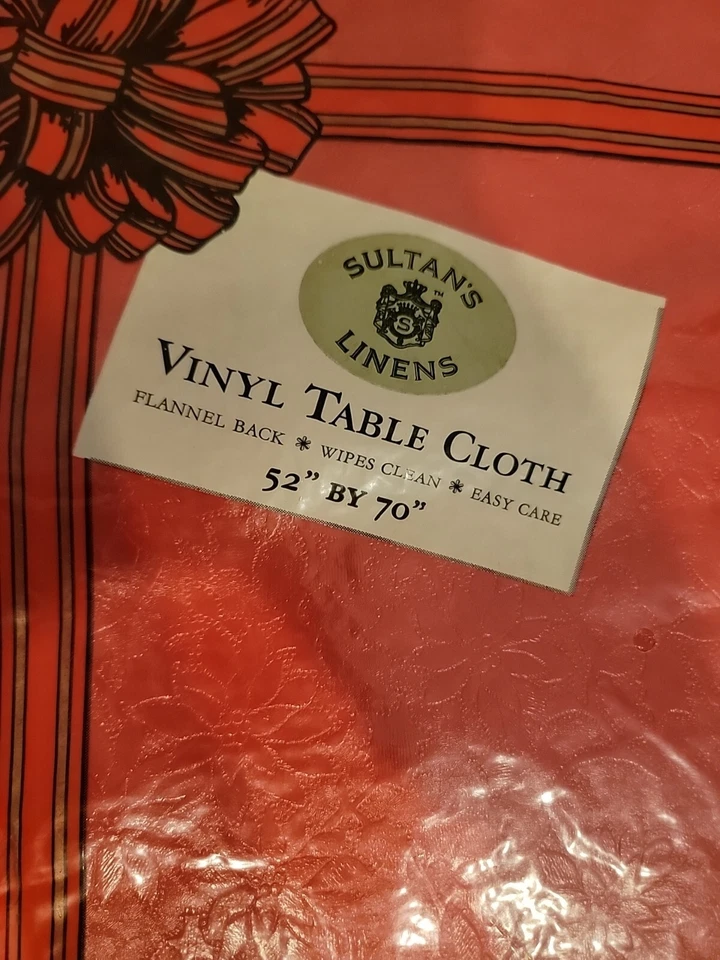 SULTAN'S
™
S
LINENS
VINYL TABLE CLOTH
FLANNEL BACK ❃ WIPES CLEAN ❃ EASY CARE
52” BY 70”